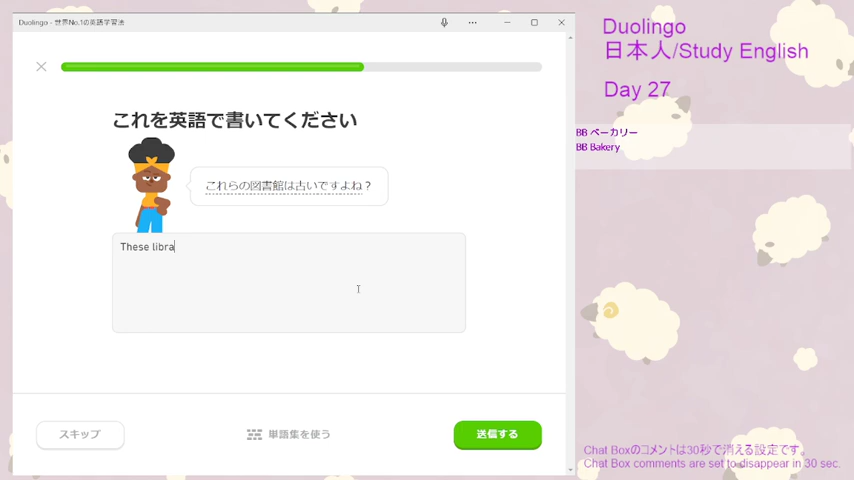 Duolingo - 世界No.1の英語学習法
これを英語で書いてください
これらの図書館は古いですよね？
These libra
スキップ
単語集を使う
送信する
Duolingo
日本人/Study English
Day 27
BB ベーカリー
BB Bakery
Chat Boxのコメントは30秒で消える設定です。
Chat Box comments are set to disappear in 30 sec.